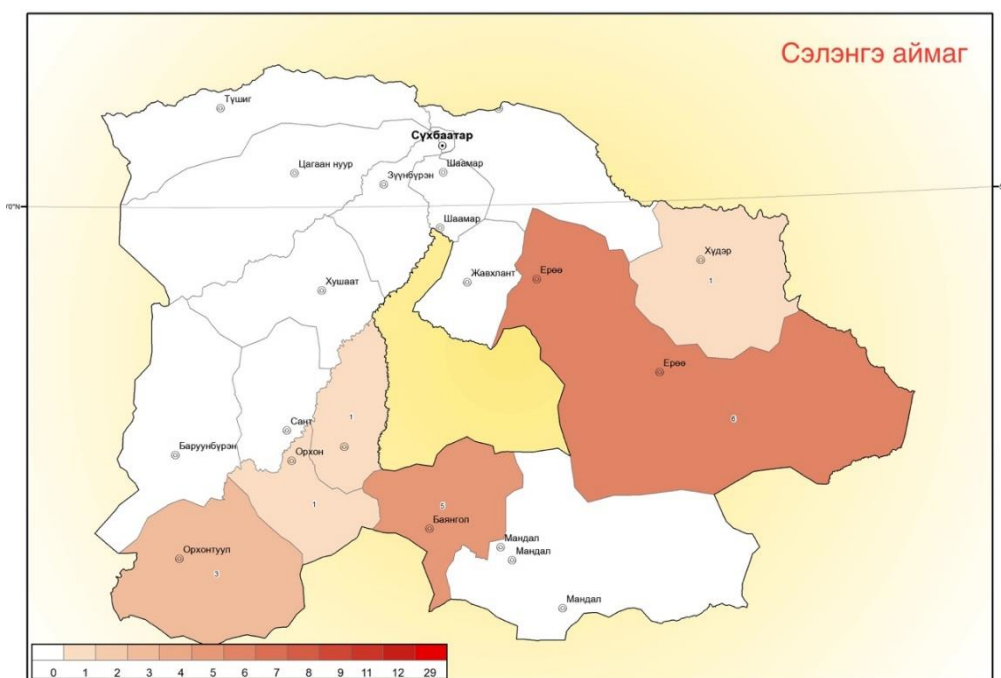 Сэлэнгэ аймаг
Түшиг
Сүхбаатар
Цагаан нуур
Зүүнбүрэн
Шаамар
Шаамар
Хүдэр
1
Жавхлант
Ерөө
Хушаат
Ерөө
6
1
Сант
Орхон
Баруунбүрэн
1
5
Баянгол
Мандал
Мандал
Орхонтуул
3
Мандал
0 1 2 3 4 5 6 7 8 9 11 12 29